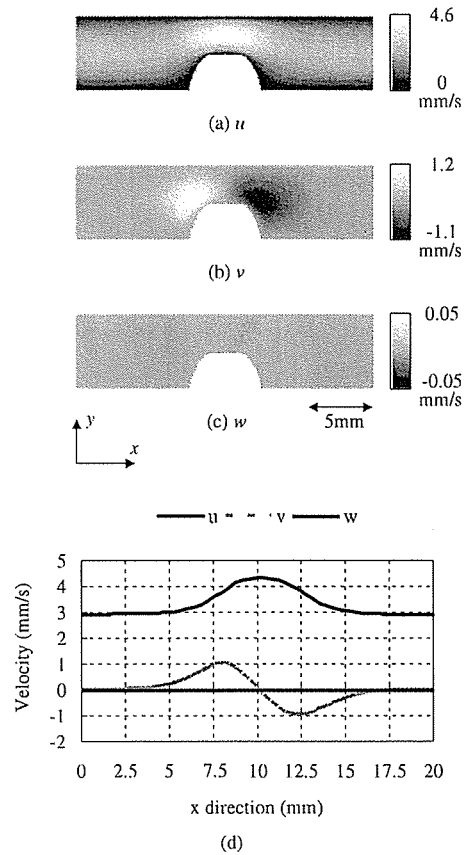 4.6
0
mm/s
(a) u
1.2
-1.1
mm/s
(b) v
0.05
-0.05
mm/s
(c) w
5mm
y
x
u v w
Velocity (mm/s)
5
4
3
2
1
0
-1
-2
0 2.5 5 7.5 10 12.5 15 17.5 20
x direction (mm)
(d)